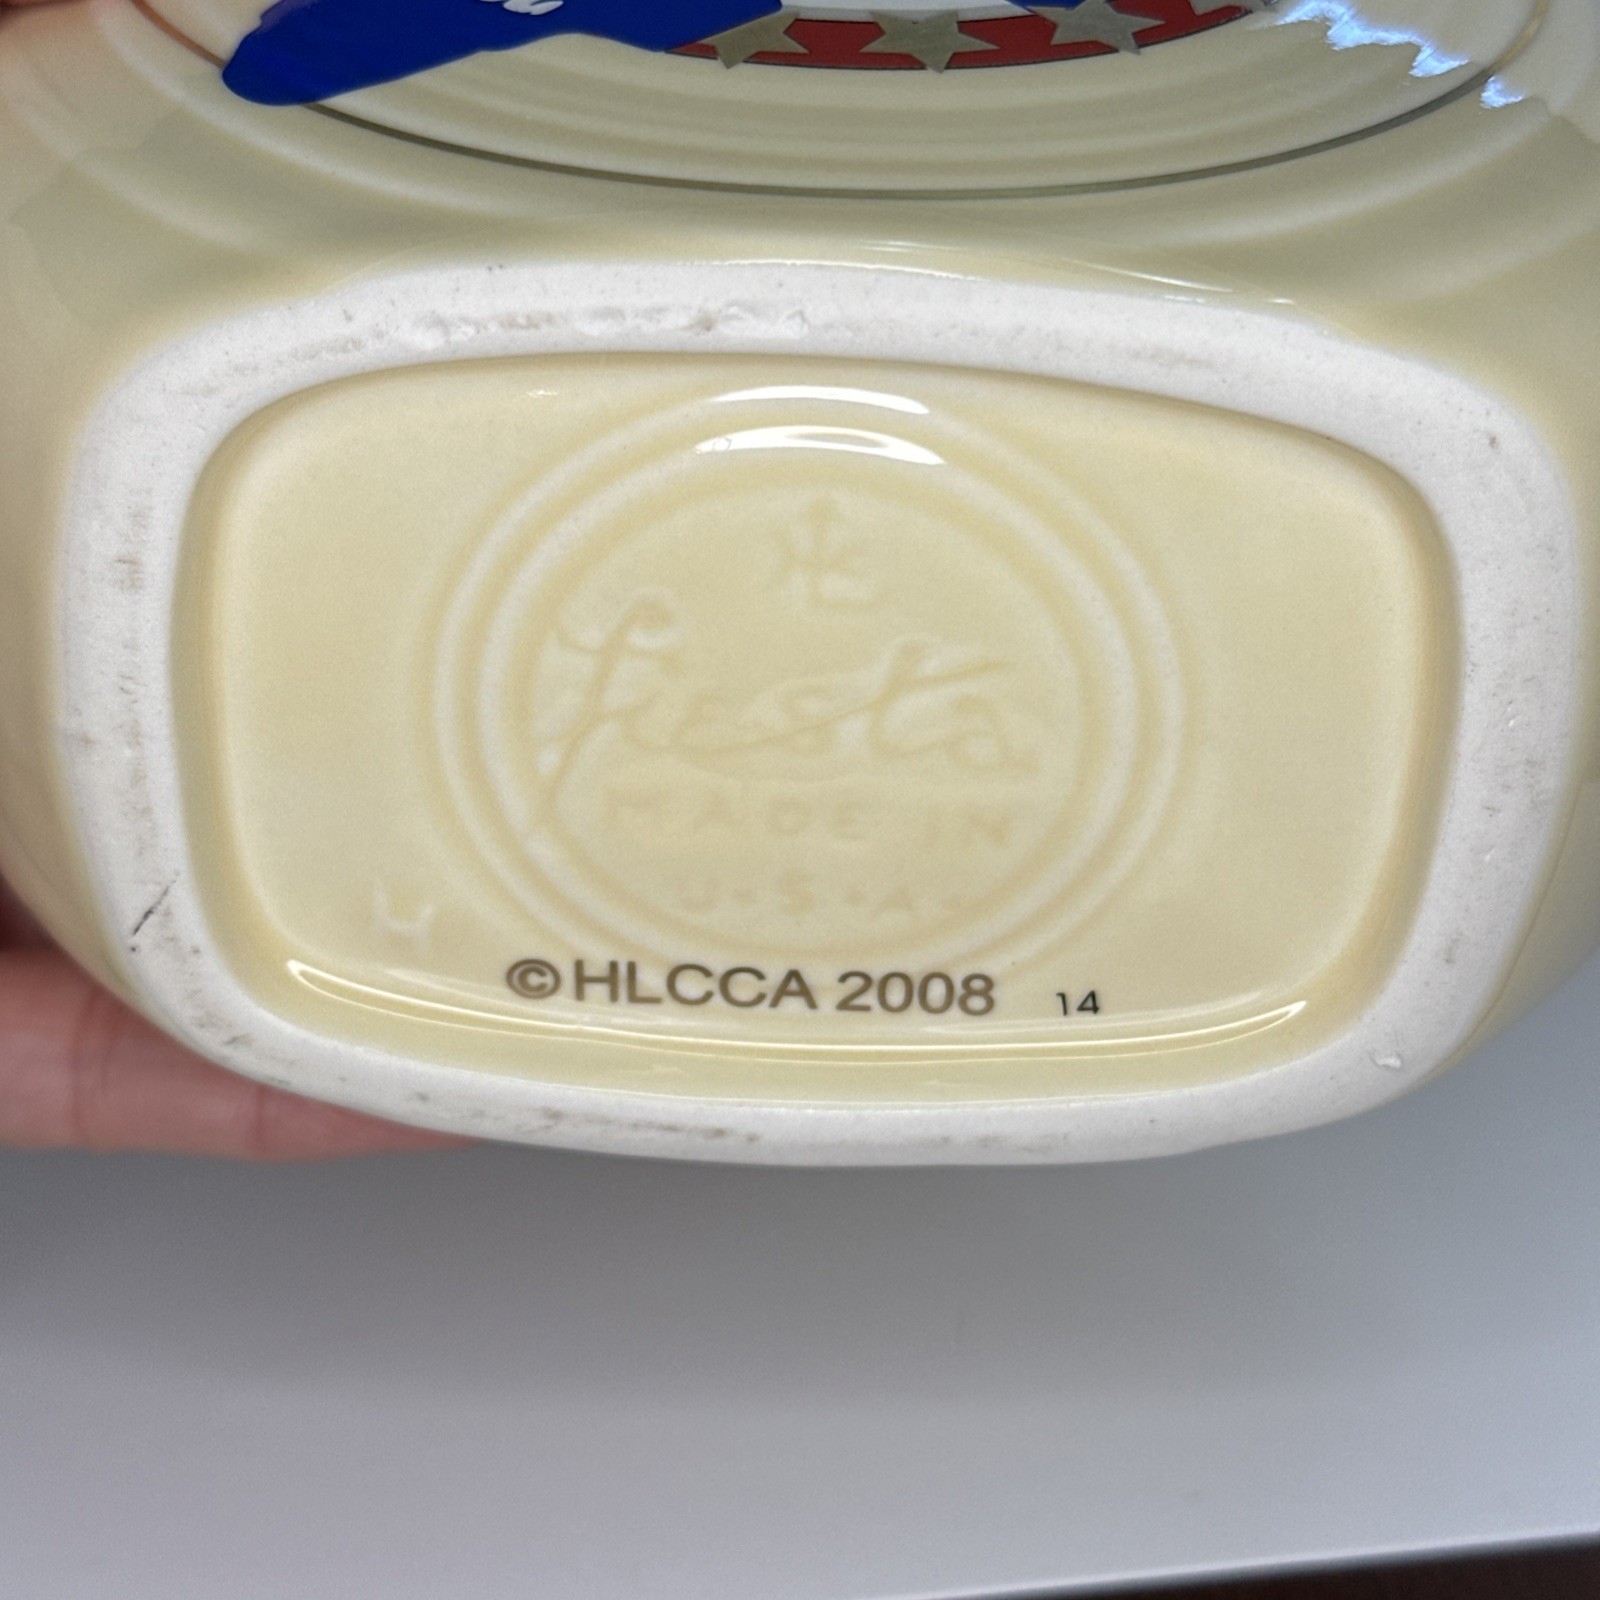 fiesta
MADE IN
U·S·A
H
©HLCCA 2008 14